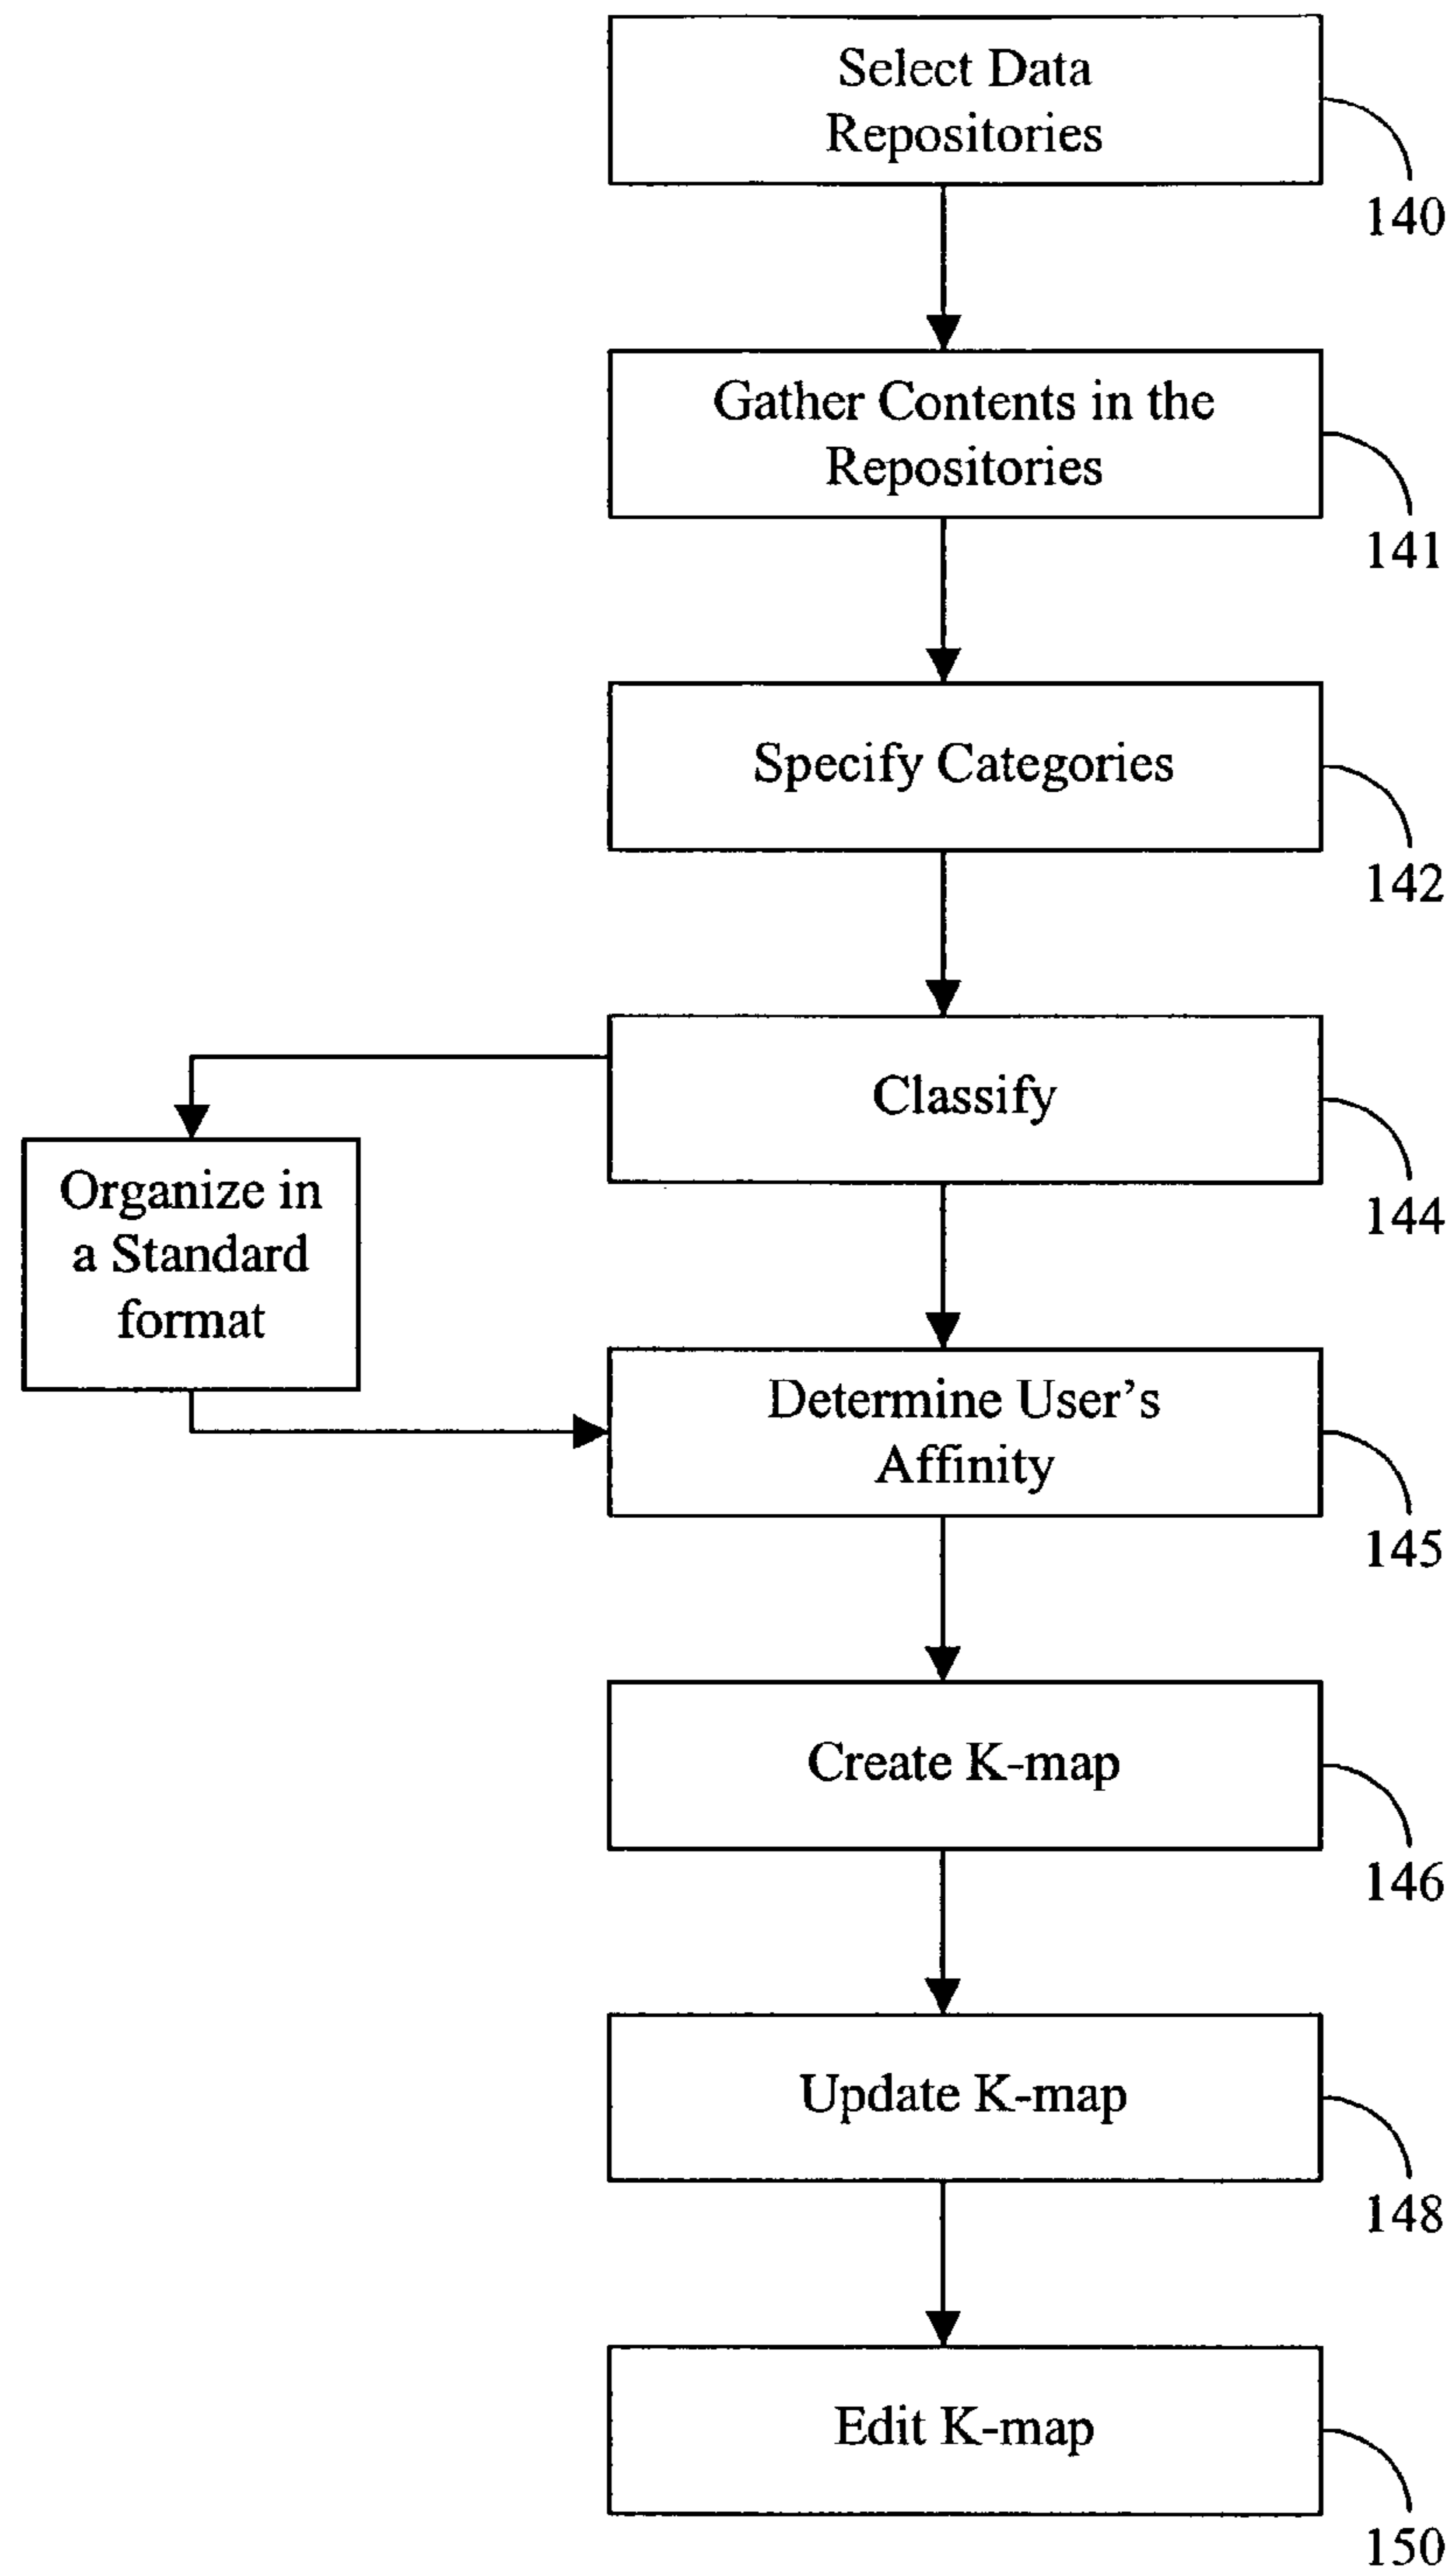 Select Data
Repositories
140
Gather Contents in the
Repositories
141
Specify Categories
142
Classify
144
Organize in
a Standard
format
Determine User's
Affinity
145
Create K-map
146
Update K-map
148
Edit K-map
150